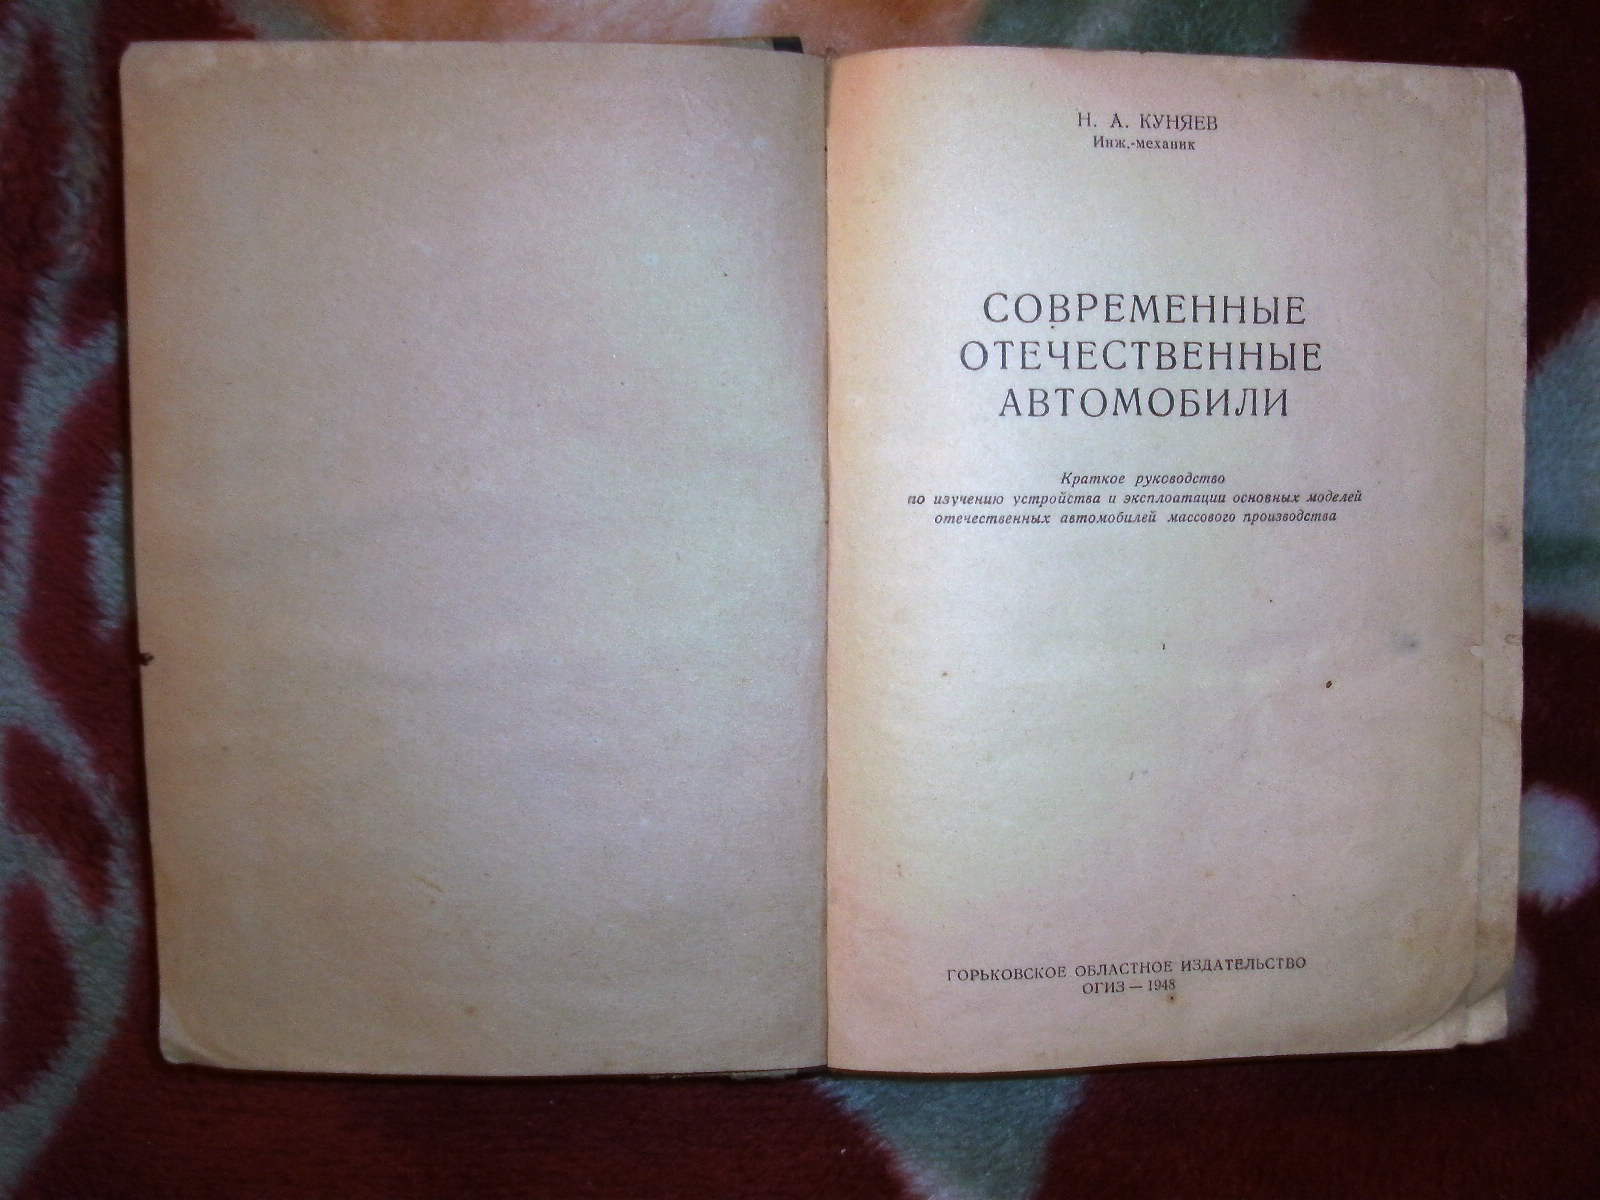 Н. А. КУНЯЕВ
Инж.-механик
СОВРЕМЕННЫЕ
ОТЕЧЕСТВЕННЫЕ
АВТОМОБИЛИ
Краткое руководство
по изучению устройства и эксплоатации основных моделей
отечественных автомобилей массового производства
ГОРЬКОВСКОЕ ОБЛАСТНОЕ ИЗДАТЕЛЬСТВО
ОГИЗ — 1948